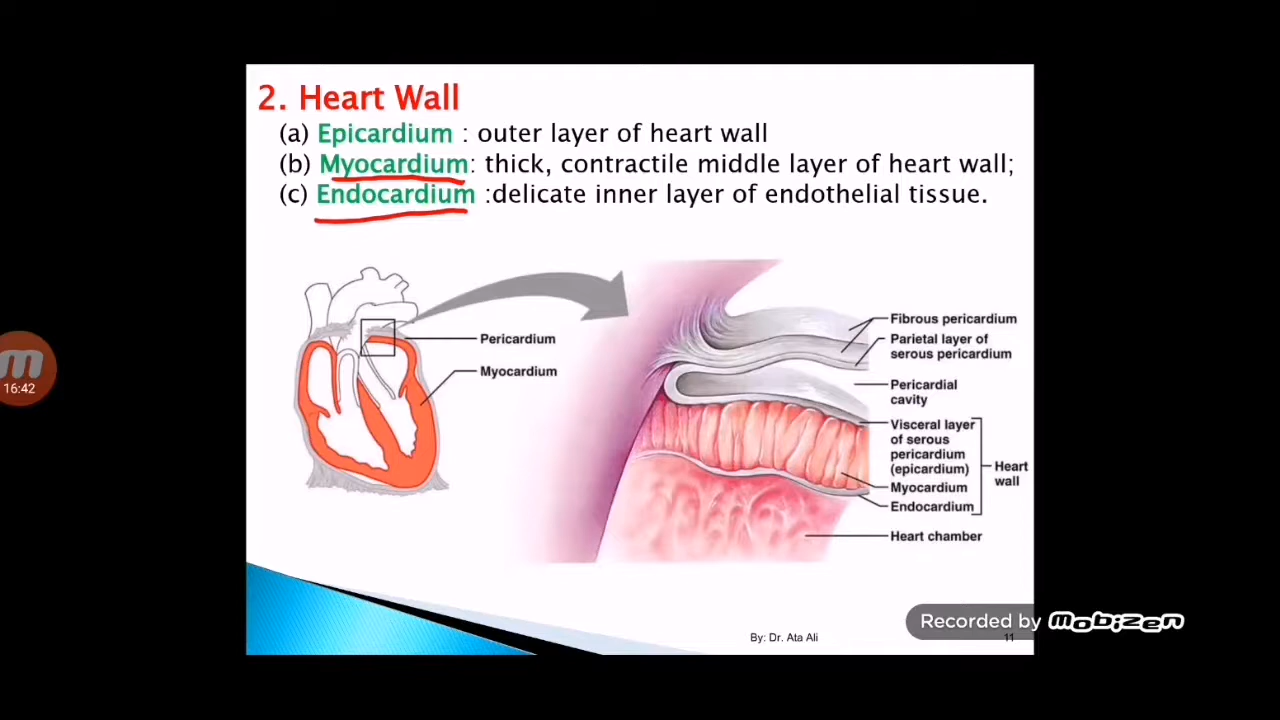 2. Heart Wall
(a) Epicardium : outer layer of heart wall
(b) Myocardium: thick, contractile middle layer of heart wall;
(c) Endocardium :delicate inner layer of endothelial tissue.
Pericardium
Myocardium
Fibrous pericardium
Parietal layer of
serous pericardium
Pericardial
cavity
Visceral layer
of serous
pericardium
(epicardium)
Myocardium
Endocardium
Heart
wall
Heart chamber
16:42
Recorded by mobizen
By: Dr. Ata Ali
11